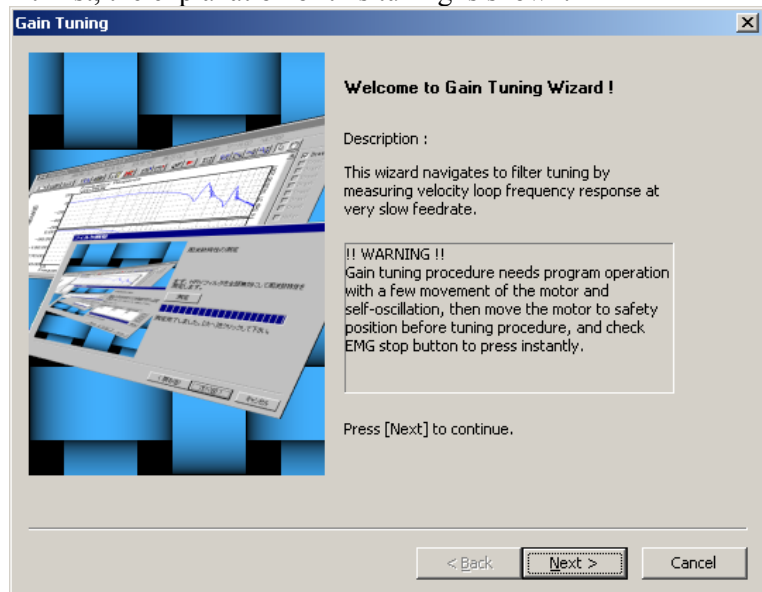 Gain Tuning
Welcome to Gain Tuning Wizard !
Description :
This wizard navigates to filter tuning by
measuring velocity loop frequency response at
very slow feedrate.
!! WARNING !!
Gain tuning procedure needs program operation
with a few movement of the motor and
self-oscillation, then move the motor to safety
position before tuning procedure, and check
EMG stop button to press instantly.
Press [Next] to continue.
< Back
Next >
Cancel